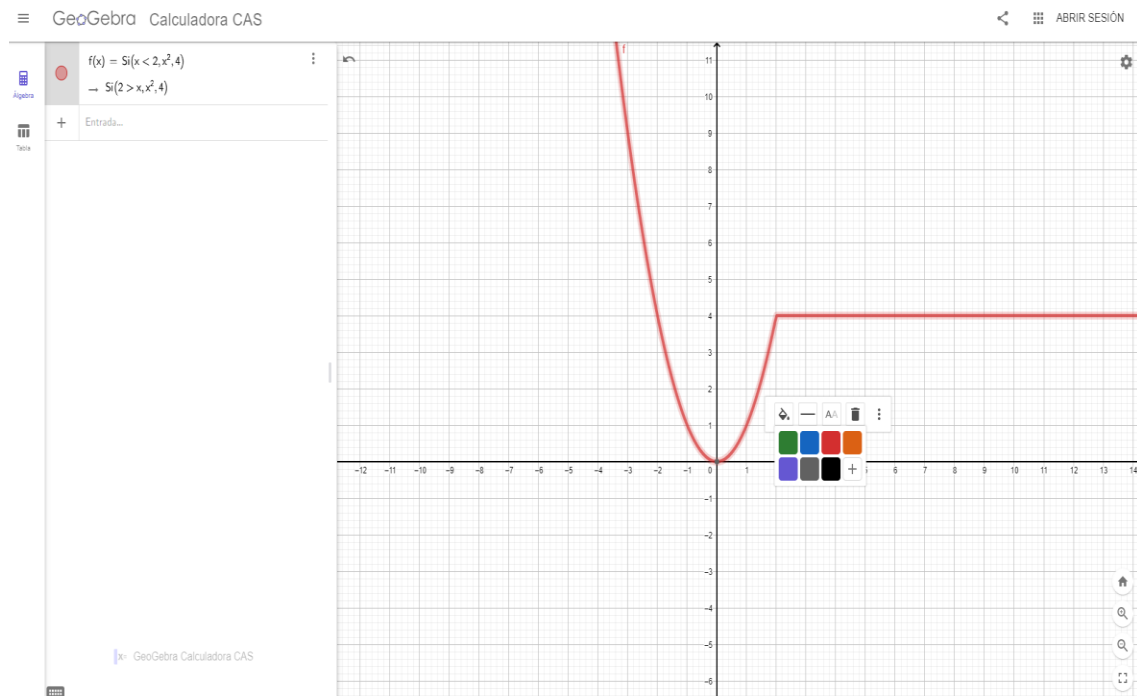 GeoGebra Calculadora CAS
ABRIR SESIÓN
f(x) = Si(x < 2, x², 4)
→ Si(2 > x, x², 4)
Álgebra
Entrada...
Tabla
f
11
10
9
8
7
6
5
4
3
2
1
AA
−12 −11 −10 −9 −8 −7 −6 −5 −4 −3 −2 −1 0 1 6 7 8 9 10 11 12 13 14
−1
−2
−3
−4
−5
−6
x= GeoGebra Calculadora CAS